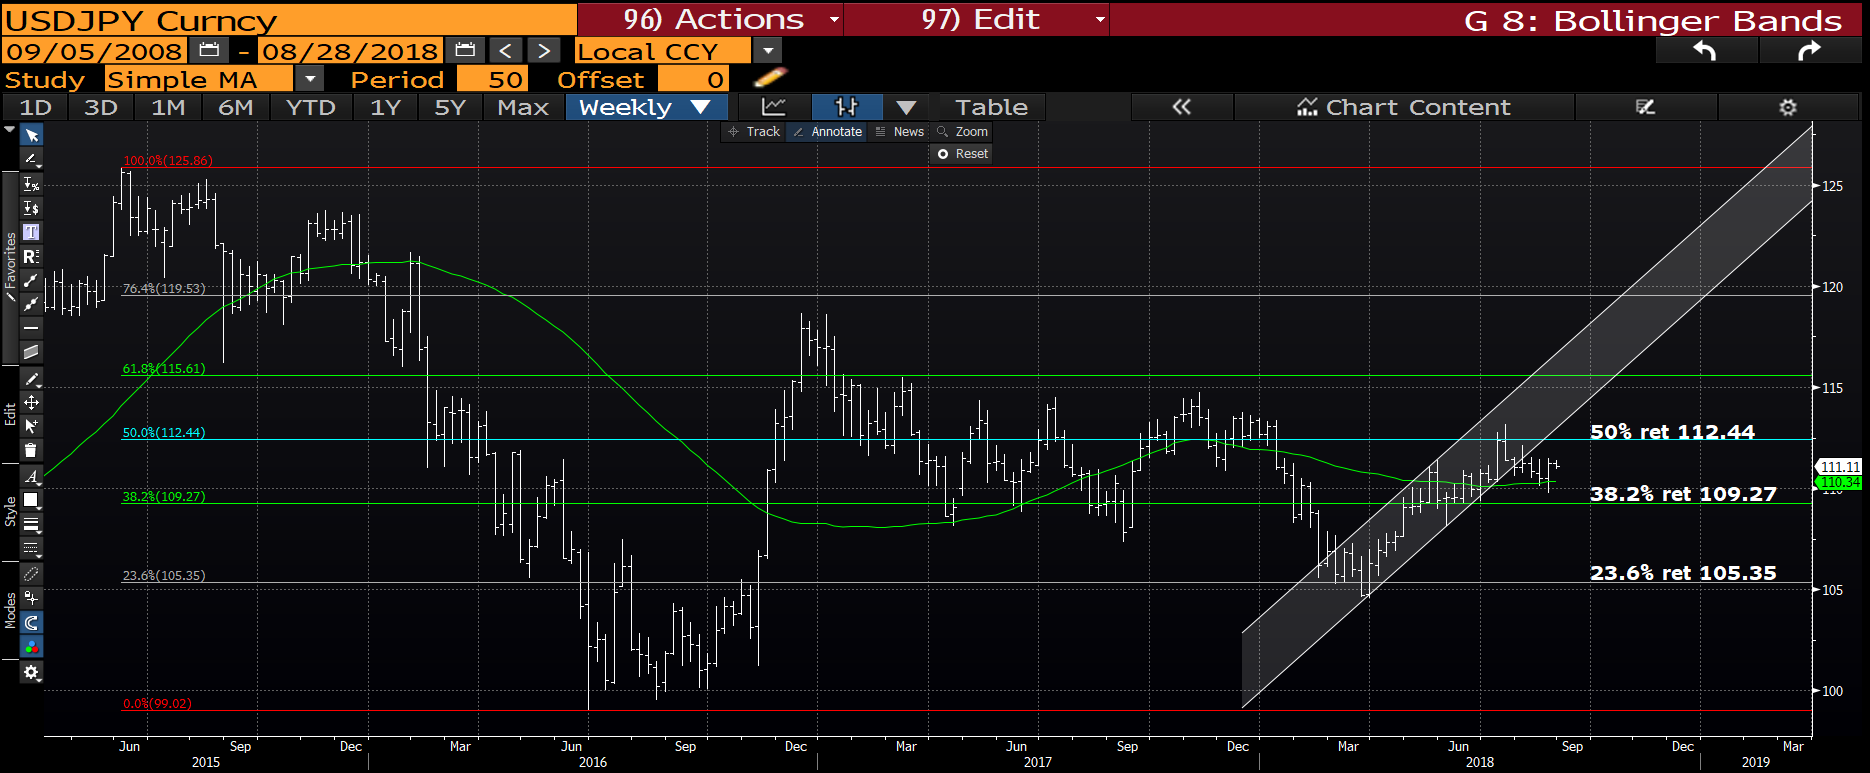 USDJPY Curncy 96) Actions 97) Edit G 8: Bollinger Bands
09/05/2008 - 08/28/2018 < > Local CCY
Study Simple MA Period 50 Offset 0
1D 3D 1M 6M YTD 1Y 5Y Max Weekly ▼ Table « Chart Content
Track Annotate News Zoom
Reset
Favorites
Edit
Style
Modes
100.0%(125.86)
76.4%(119.53)
61.8%(115.61)
50.0%(112.44)
38.2%(109.27)
23.6%(105.35)
0.0%(99.02)
50% ret 112.44
38.2% ret 109.27
23.6% ret 105.35
125
120
115
111.11
110.34
110
105
100
Jun Sep Dec Mar Jun Sep Dec Mar Jun Sep Dec Mar Jun Sep Dec Mar
2015 2016 2017 2018 2019